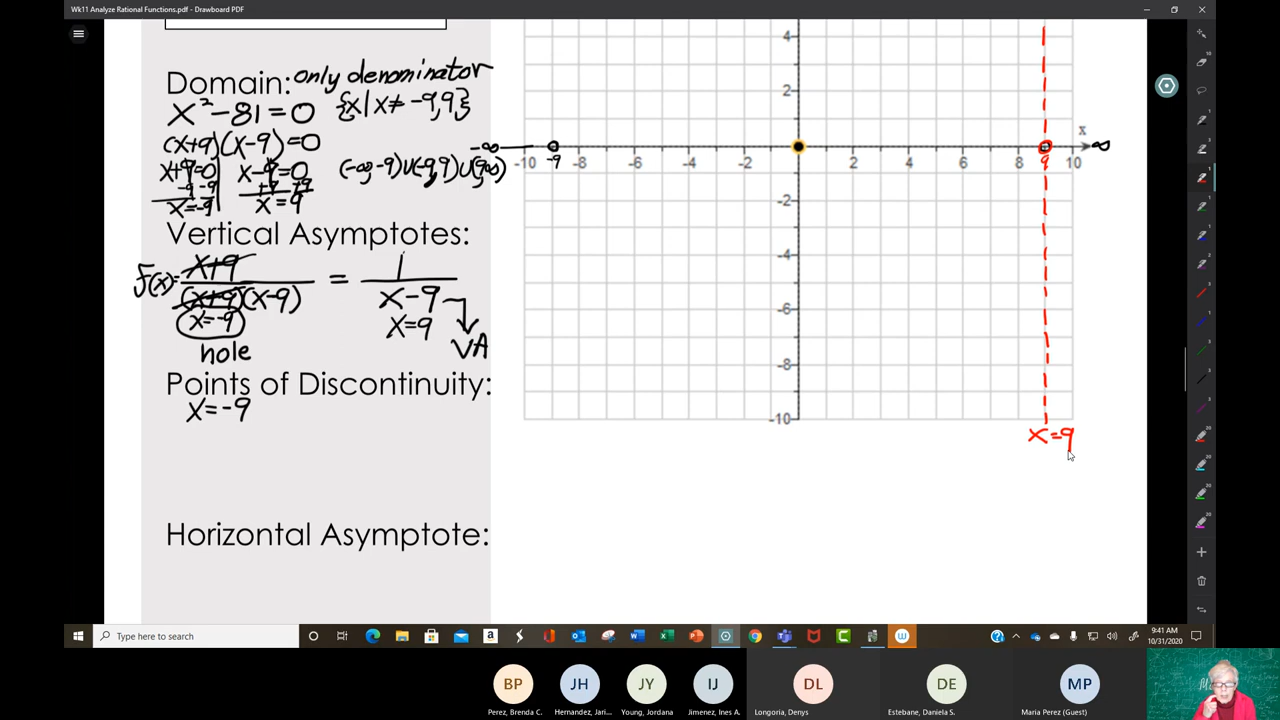 Wk11 Analyze Rational Functions.pdf - Drawboard PDF
Domain: only denominator
x² - 81 = 0 {x | x ≠ -9, 9}
(x+9)(x-9)=0
x+9=0 x-9=0 (-∞, -9) ∪ (-9, 9) ∪ (9, ∞)
-9 -9 +9 +9
x=-9 x=9
Vertical Asymptotes:
f(x)= x+9 / (x+9)(x-9) = 1 / x-9
x=-9 x=9
hole VA
Points of Discontinuity:
x=-9
Horizontal Asymptote:
4
2
x
-∞ -10 -9 -8 -6 -4 -2 2 4 6 8 9 10 ∞
-2
-4
-6
-8
-10
x=9
Type here to search
9:41 AM
10/31/2020
BP JH JY IJ DL DE MP
Perez, Brenda C. Hernandez, Jari... Young, Jordana Jimenez, Ines A. Longoria, Denys Estebane, Daniela S. Maria Perez (Guest)